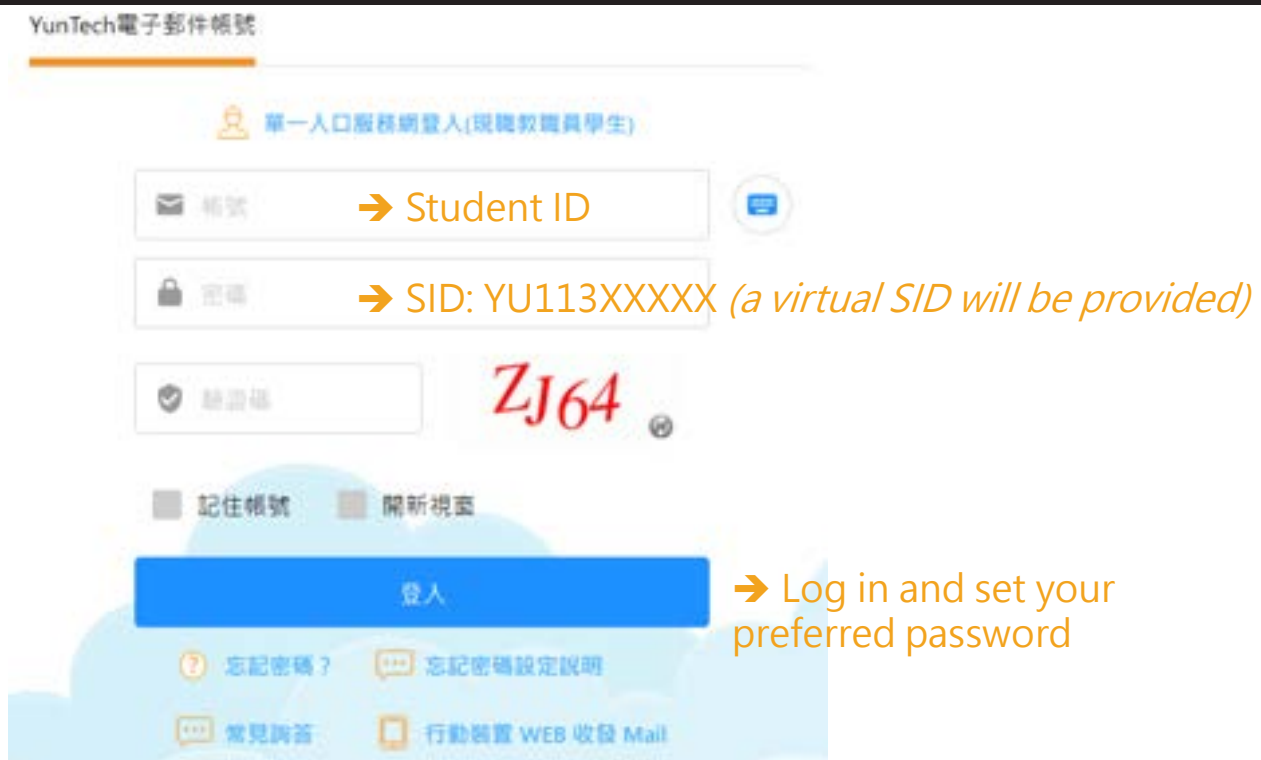 YunTech電子郵件帳號
單一入口服務網登入(現職教職員學生)
帳號 ➔ Student ID
密碼 ➔ SID: YU113XXXXX (a virtual SID will be provided)
驗證碼 ZJ64
記住帳號 開新視窗
登入 ➔ Log in and set your
preferred password
忘記密碼？ 忘記密碼設定說明
常見詢答 行動裝置 WEB 收發 Mail